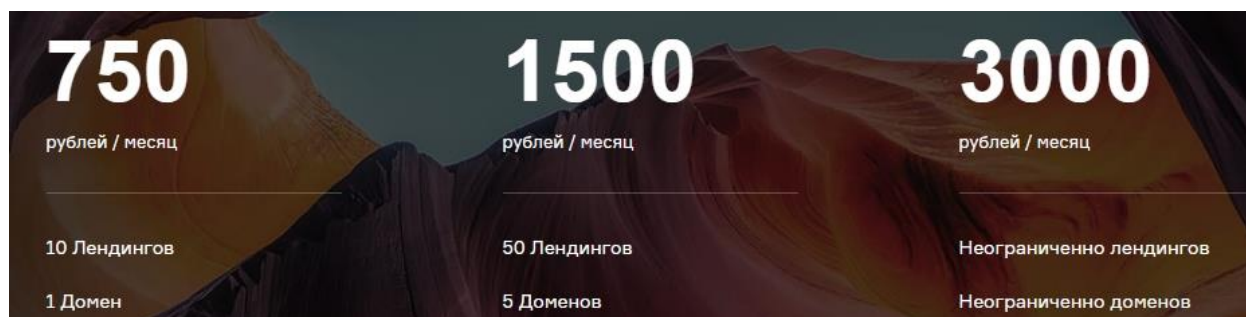 750
рублей / месяц
10 Лендингов
1 Домен
1500
рублей / месяц
50 Лендингов
5 Доменов
3000
рублей / месяц
Неограниченно лендингов
Неограниченно доменов